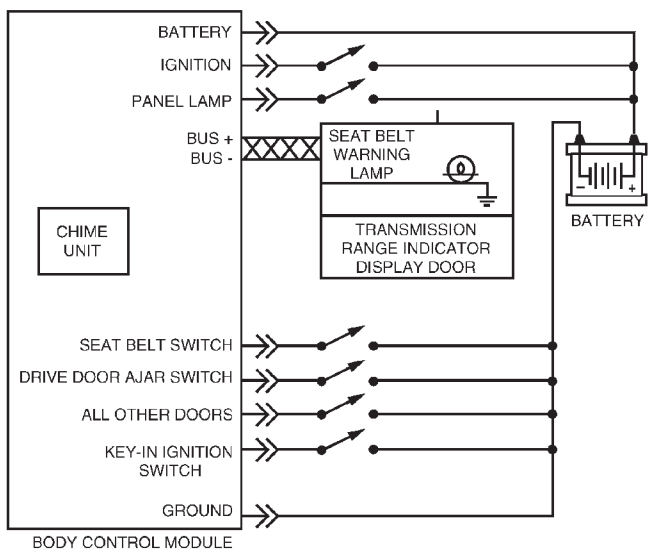 BATTERY
IGNITION
PANEL LAMP
BUS +
BUS -
SEAT BELT
WARNING
LAMP
TRANSMISSION
RANGE INDICATOR
DISPLAY DOOR
- +
BATTERY
CHIME
UNIT
SEAT BELT SWITCH
DRIVE DOOR AJAR SWITCH
ALL OTHER DOORS
KEY-IN IGNITION
SWITCH
GROUND
BODY CONTROL MODULE